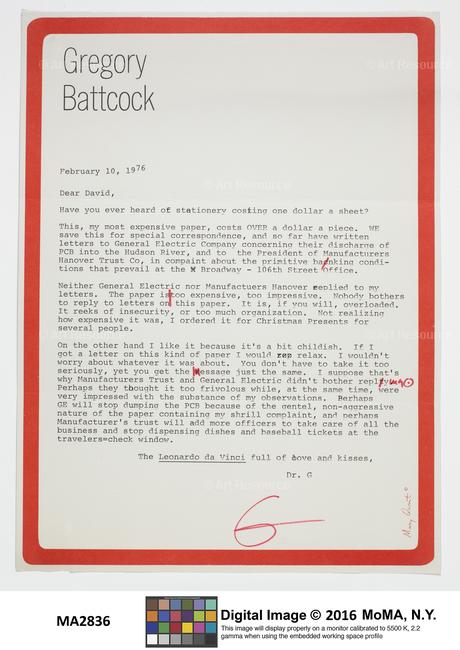 Gregory
Battcock
February 10, 1976
Dear David,
Have you ever heard of stationery costing one dollar a sheet?
This, my most expensive paper, costs OVER a dollar a piece. WE
save this for special correspondence, and so far have written
letters to General Electric Company concerning their discharge of
PCB into the Hudson River, and to the President of Manufacturers
Hanover Trust Co, in compaint about the primitive banking condi-
tions that prevail at the Broadway - 106th Street Office.
Neither General Electric nor Manufactuers Hanover replied to my
letters. The paper is too expensive, too impressive. Nobody bothers
to reply to letters on this paper. It is, if you will, overloaded.
It reeks of insecurity, or too much organization. Not realizing
how expensive it was, I ordered it for Christmas Presents for
several people.
On the other hand I like it because it's a bit childish. If I
got a letter on this kind of paper I would relax. I wouldn't
worry about whatever it was about. You don't have to take it too
seriously, yet you get the message just the same. I suppose that's
why Manufacturers Trust and General Electric didn't bother replying
Perhaps they thought it too frivolous while, at the same time, were
very impressed with the substance of my observations. Perhaps
GE will stop dumping the PCB because of the gentel, non-aggressive
nature of the paper containing my shrill complaint, and perhaps
Manufacturer's trust will add more officers to take care of all the
business and stop dispensing dishes and baseball tickets at the
travelers=check window.
The Leonardo da Vinci full of love and kisses,
Dr. G
G
© Art Resource
MA2836
Digital Image © 2016 MoMA, N.Y.
This image will display properly on a monitor calibrated to 5500 K, 2.2
gamma when using the embedded working space profile